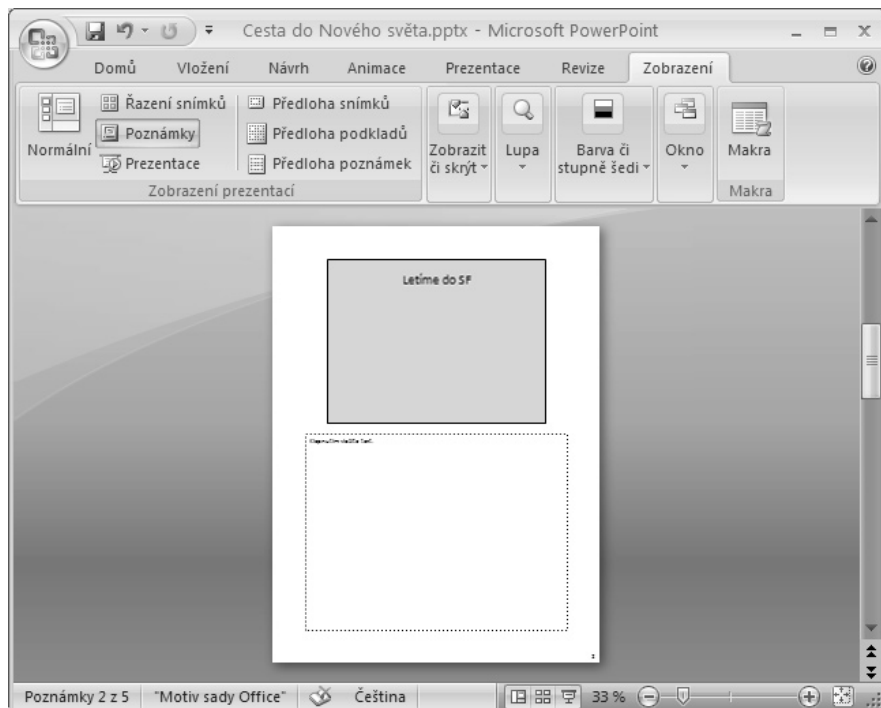 Cesta do Nového světa.pptx - Microsoft PowerPoint
Domů Vložení Návrh Animace Prezentace Revize Zobrazení
Normální
Řazení snímků
Poznámky
Prezentace
Předloha snímků
Předloha podkladů
Předloha poznámek
Zobrazit
či skrýt
Lupa
Barva či
stupně šedi
Okno
Makra
Zobrazení prezentací
Makra
Letíme do SF
Poznámky 2 z 5 "Motiv sady Office" Čeština 33 %